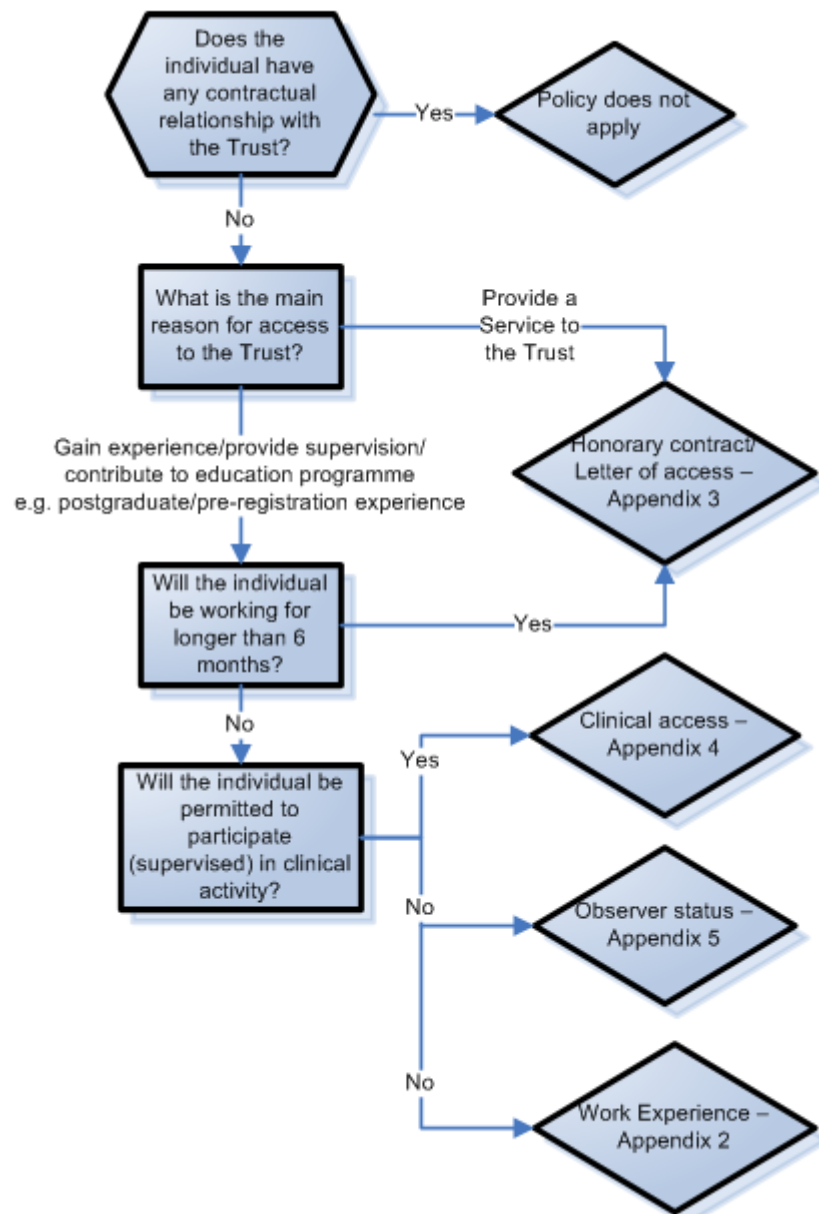 Does the
individual have
any contractual
relationship with
the Trust?
Yes
Policy does not
apply
No
What is the main
reason for access
to the Trust?
Provide a
Service to
the Trust
Honorary contract/
Letter of access –
Appendix 3
Gain experience/provide supervision/
contribute to education programme
e.g. postgraduate/pre-registration experience
Will the individual
be working for
longer than 6
months?
Yes
No
Will the individual be
permitted to
participate
(supervised) in clinical
activity?
Yes
Clinical access –
Appendix 4
No
Observer status –
Appendix 5
No
Work Experience –
Appendix 2